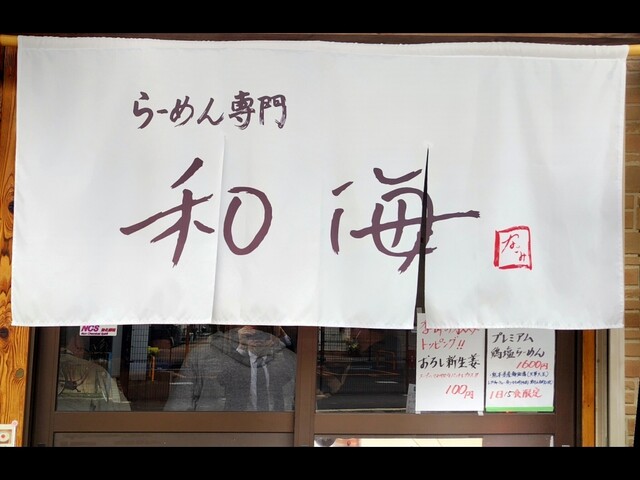 らーめん専門
和海
なごみ
NCS
トッピング!!
おろし新生姜
100円
プレミアム
鶏塩らーめん
1600円
1日15食限定